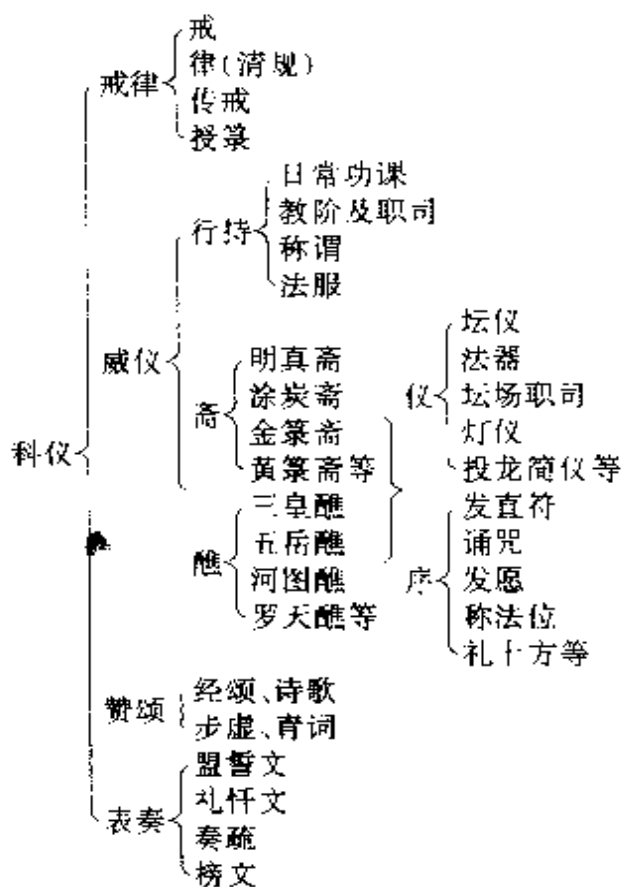 科仪
戒律
戒
律(清规)
传戒
授箓
威仪
行持
日常功课
教阶及职司
称谓
法服
斋
明真斋
涂炭斋
金箓斋
黄箓斋等
醮
三皇醮
五岳醮
河图醮
罗天醮等
仪
坛仪
法器
坛场职司
灯仪
投龙简仪等
序
发直符
诵咒
发愿
称法位
礼十方等
赞颂
经颂、诗歌
步虚、青词
表奏
盟誓文
礼忏文
奏疏
榜文